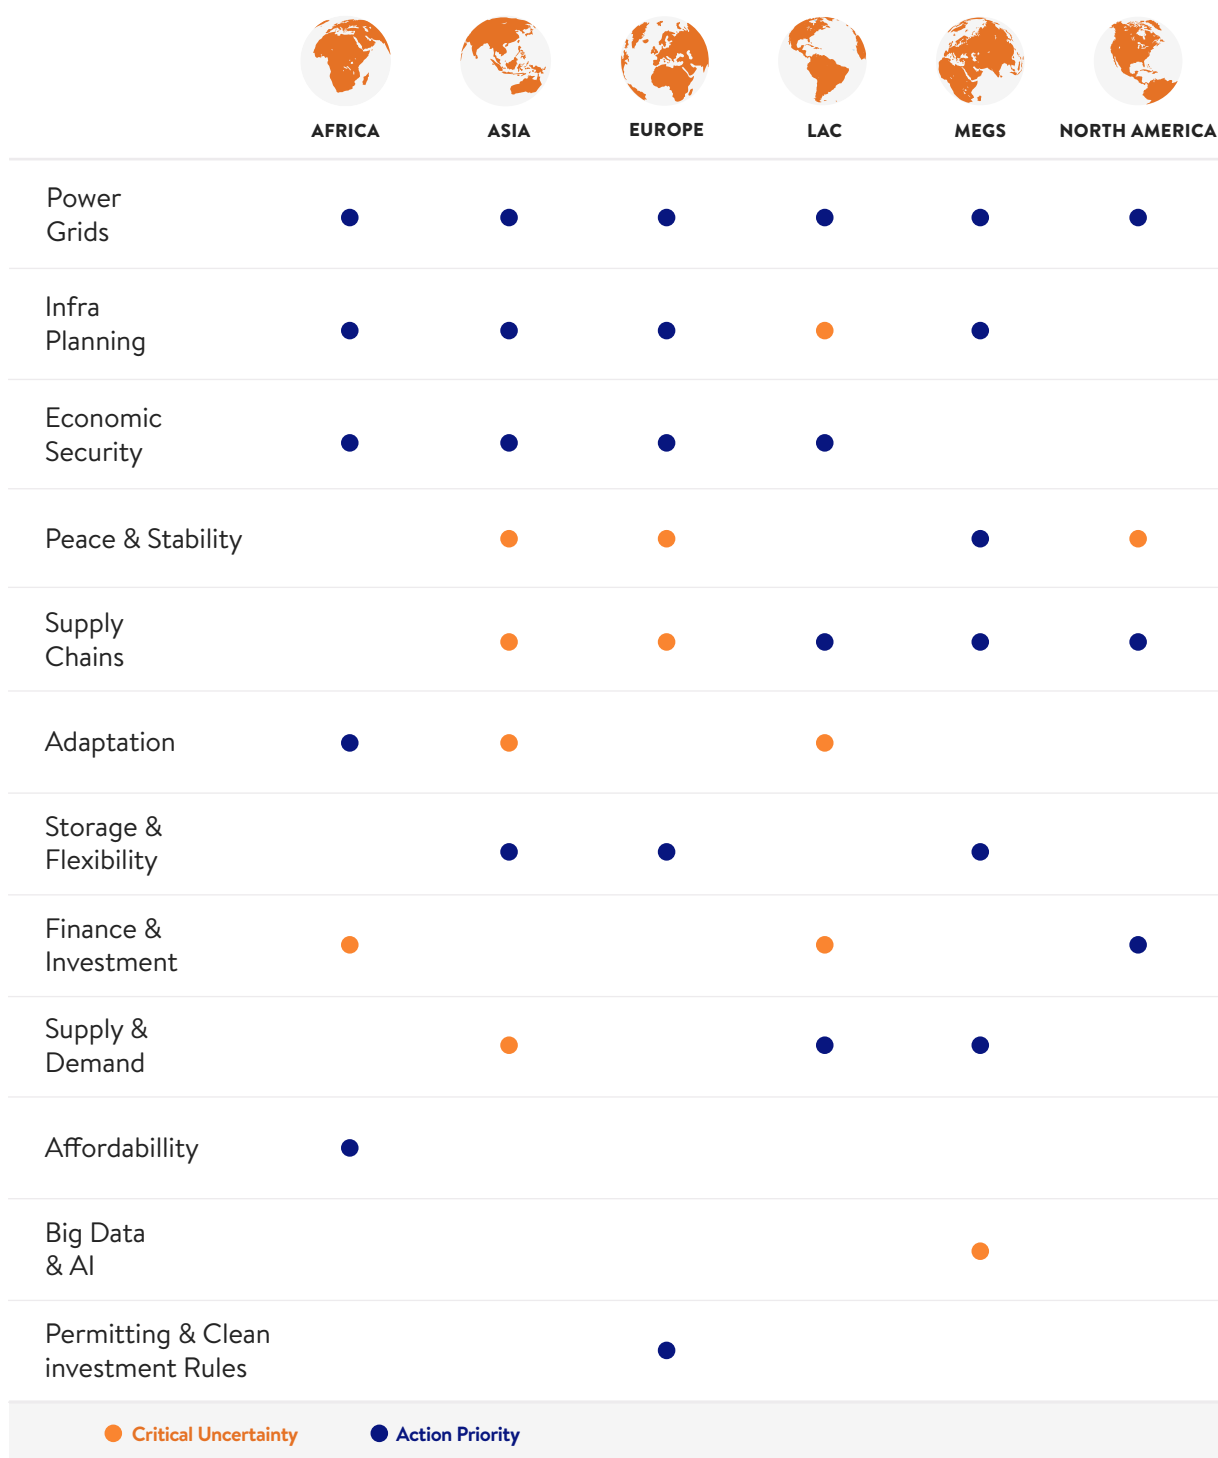 AFRICA ASIA EUROPE LAC MEGS NORTH AMERICA
Power
Grids
Infra
Planning
Economic
Security
Peace & Stability
Supply
Chains
Adaptation
Storage &
Flexibility
Finance &
Investment
Supply &
Demand
Affordabillity
Big Data
& AI
Permitting & Clean
investment Rules
Critical Uncertainty Action Priority